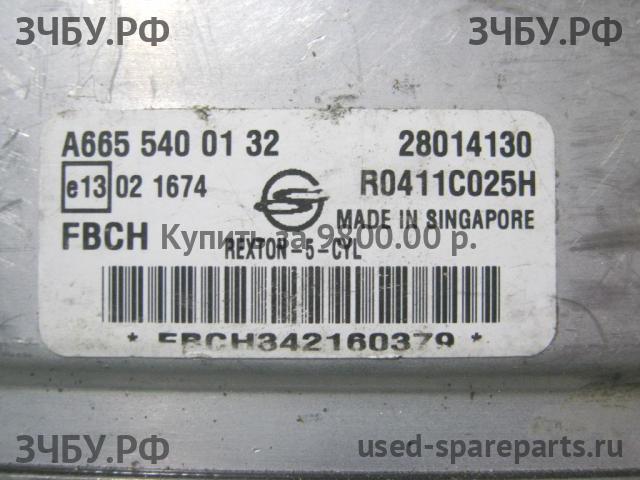 ЗЧБУ.РФ ЗЧБУ.РФ
A665 540 01 32 28014130
e13 02 1674 R0411C025H
MADE IN SINGAPORE
FBCH Купить за 9800.00 р.
REXTON-5-CYL
* FBCH342160379 *
ЗЧБУ.РФ used-spareparts.ru